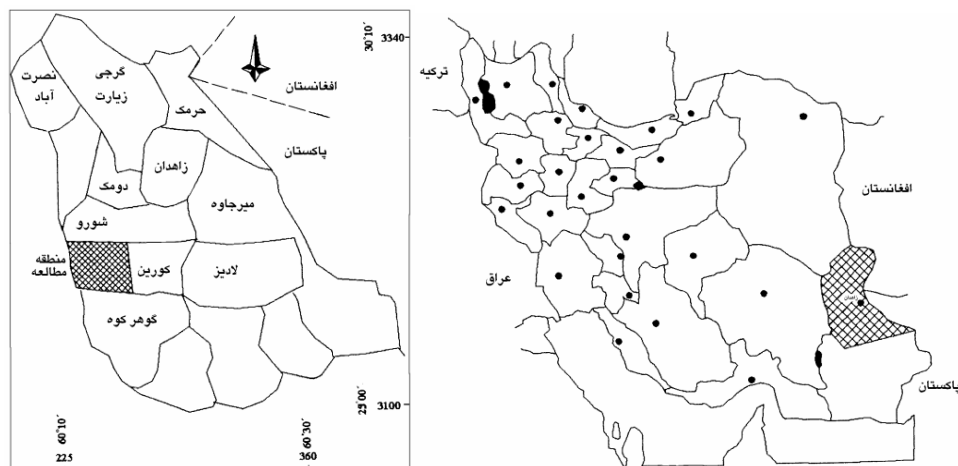 نصرت
آباد
گرجی
زیارت
حرمک
افغانستان
پاکستان
زاهدان
دومک
میرجاوه
شورو
منطقه
مطالعه
کورین
لادیز
گوهر کوه
30°10'
3340
29°00'
3100
60°10'
225
60°30'
360
ترکیه
افغانستان
عراق
زاهدان
پاکستان